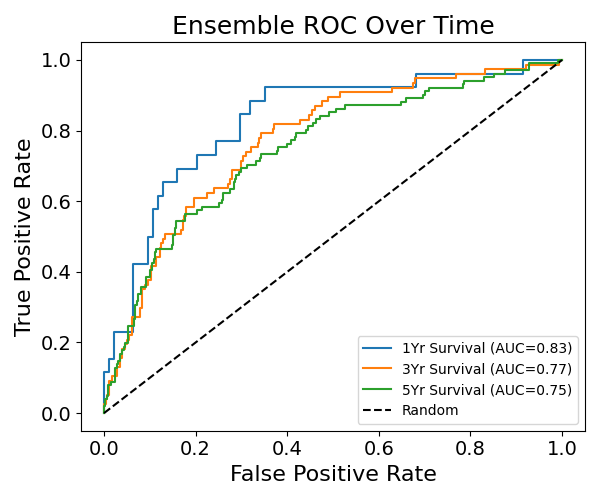 Ensemble ROC Over Time
True Positive Rate
1.0
0.8
0.6
0.4
0.2
0.0
1Yr Survival (AUC=0.83)
3Yr Survival (AUC=0.77)
5Yr Survival (AUC=0.75)
Random
0.0 0.2 0.4 0.6 0.8 1.0
False Positive Rate